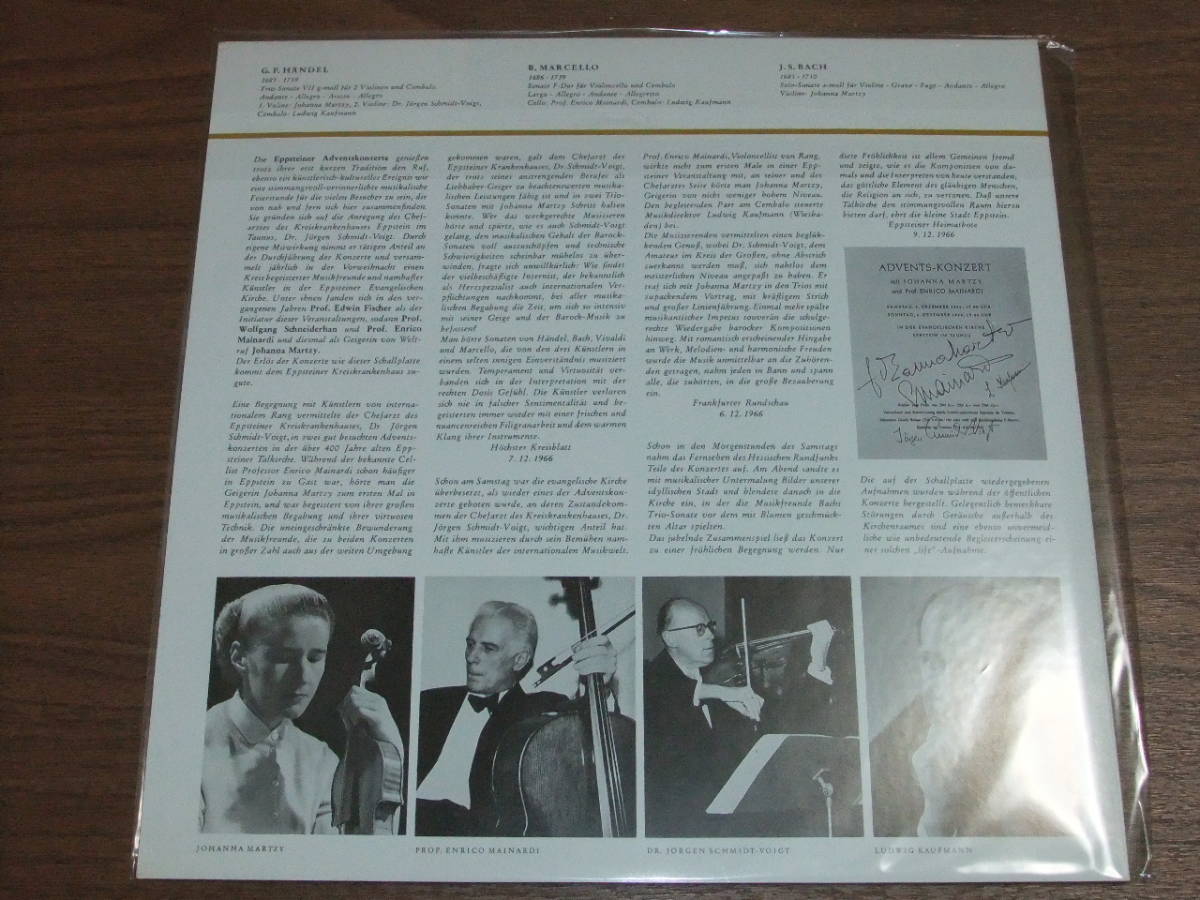 G. F. HÄNDEL
1685 - 1759
Trio-Sonate VII g-moll für 2 Violinen und Cembalo
Andante - Allegro - Arioso - Allegro
1. Violine: Johanna Martzy, 2. Violine: Dr. Jörgen Schmidt-Voigt,
Cembalo: Ludwig Kaufmann
B. MARCELLO
1686 - 1739
Sonate F-Dur für Violoncello und Cembalo
Largo - Allegro - Andante - Allegretto
Cello: Prof. Enrico Mainardi, Cembalo: Ludwig Kaufmann
J. S. BACH
1685 - 1750
Solo-Sonate a-moll für Violine - Grave - Fuge - Andante - Allegro
Violine: Johanna Martzy
Die Eppsteiner Adventskonzerte genießen
trotz ihrer erst kurzen Tradition den Ruf,
ebenso ein künstlerisch-kulturelles Ereignis wie
eine stimmungsvoll-verinnerlichte musikalische
Feierstunde für die vielen Besucher zu sein, die
von nah und fern sich hier zusammenfinden.
Sie gründen sich auf die Anregung des Chef-
arztes des Kreiskrankenhauses Eppstein im
Taunus, Dr. Jörgen Schmidt-Voigt. Durch
eigene Mitwirkung nimmt er tätigen Anteil an
der Durchführung der Konzerte und versam-
melt jährlich in der Vorweihnacht einen
Kreis begeisterter Musikfreunde und namhafter
Künstler in der Eppsteiner Evangelischen
Kirche. Unter ihnen fanden sich in den ver-
gangenen Jahren Prof. Edwin Fischer als der
Initiator dieser Veranstaltungen, sodann Prof.
Wolfgang Schneiderhan und Prof. Enrico
Mainardi und diesmal als Geigerin von Welt-
ruf Johanna Martzy.
Der Erlös der Konzerte wie dieser Schallplatte
kommt dem Eppsteiner Kreiskrankenhaus zu-
gute.
Eine Begegnung mit Künstlern von interna-
tionalem Rang vermittelte der Chefarzt des
Eppsteiner Kreiskrankenhauses, Dr Jörgen
Schmidt-Voigt, in zwei gut besuchten Advents-
konzerten in der über 400 Jahre alten Epp-
steiner Talkirche. Während der bekannte Cel-
list Professor Enrico Mainardi schon häufiger
in Eppstein zu Gast war, hörte man die
Geigerin Johanna Martzy zum ersten Mal in
Eppstein, und was begeistert von ihrer großen
musikalischen Begabung und ihrer virtuosen
Technik. Die uneingeschränkte Bewunderung
der Musikfreunde, die zu beiden Konzerten
in großer Zahl auch aus der weiten Umgebung
gekommen waren, galt dem Chefarzt des
Eppsteiner Krankenhauses, Dr. Schmidt-Voigt,
der trotz seiner anstrengenden Berufes als
Liebhaber-Geiger zu beachtenswerten musika-
lischen Leistungen fähig ist und in zwei Trio-
Sonaten mit Johanna Martzy Schritt halten
konnte. Wer das werkgerechte Musizieren
hörte und spürte, wie es auch Schmidt-Voigt
gelang, den musikalischen Gehalt der Barock-
Sonaten voll auszuschöpfen und technische
Schwierigkeiten scheinbar mühelos zu über-
winden, fragte sich unwillkürlich: Wie findet
der vielbeschäftigte Internist, der bekanntlich
als Herzspezialist auch internationalen Ver-
pflichtungen nachkommt, bei aller musika-
lischen Begabung die Zeit, um sich so intensiv
mit seiner Geige und der Barock-Musik zu
befassen?
Man hörte Sonaten von Händel, Bach, Vivaldi
und Marcello, die von den drei Künstlern in
einem selten innigen Einverständnis musiziert
wurden. Temperament und Virtuosität ver-
banden sich in der Interpretation mit der
rechten Dosis Gefühl. Die Künstler verloren
sich nie in falscher Sentimentalität und be-
geisterten immer wieder mit einer frischen und
nuancenreichen Filigranarbeit und dem warmen
Klang ihrer Instrumente.
Höchster Kreisblatt
7. 12. 1966
Schon am Samstag war die evangelische Kirche
überbesetzt, als wieder eines der Adventskon-
zerte geboten wurde, an deren Zustandekom-
men der Chefarzt des Kreiskrankenhauses, Dr.
Jörgen Schmidt-Voigt, wichtigen Anteil hat.
Mit ihm musizieren durch sein Bemühen nam-
hafte Künstler der internationalen Musikwelt.
Prof. Enrico Mainardi, Violoncellist von Rang,
wirkte nicht zum ersten Male in einer Epp-
steiner Veranstaltung mit, an seiner und des
Chefarztes Seite hörte man Johanna Martzy,
Geigerin von nicht weniger hohem Niveau.
Den begleitenden Part am Cembalo steuerte
Musikdirektor Ludwig Kaufmann (Wiesba-
den) bei.
Die Musizierenden vermittelten einen beglük-
kenden Genuß, wobei Dr. Schmidt-Voigt, dem
Amateur im Kreis der Großen, ohne Abstrich
zuerkannt werden muß, sich nahtlos dem
meisterlichen Niveau angepaßt zu haben. Er
traf sich mit Johanna Martzy in den Trios mit
zupackendem Vortrag, mit kräftigem Strich
und großer Linienführung. Einmal mehr spülte
musikantischer Impetus souverän die schulge-
rechte Wiedergabe barocker Kompositionen
hinweg. Mit romantisch erscheinender Hingabe
an Werk, Melodien- und harmonische Freuden
wurde die Musik unmittelbar an die Zuhören-
den getragen, nahm jeden in Bann und spann
alle, die zuhörten, in die große Bezauberung
ein.
Frankfurter Rundschau
6. 12. 1966
Schon in den Morgenstunden des Samstags
nahm das Fernsehen des Hessischen Rundfunks
Teile des Konzertes auf. Am Abend sandte es
mit musikalischer Untermalung Bilder unserer
idyllischen Stadt und blendete danach in die
Kirche ein, in der die Musikfreunde Bachs
Trio-Sonate vor dem mit Blumen geschmück-
ten Altar spielten.
Das jubelnde Zusammenspiel ließ das Konzert
zu einer fröhlichen Begegnung werden. Nur
diese Fröhlichkeit ist allem Gemeinen fremd
und zeigte, wie es die Komponisten von da-
mals und die Interpreten von heute verstanden,
das göttliche Element des gläubigen Menschen,
die Religion an sich, zu vertonen. Daß unsere
Talkirche den stimmungsvollen Raum hierzu
bieten darf, ehrt die kleine Stadt Eppstein.
Eppsteiner Heimatbote
9. 12. 1966
ADVENTS-KONZERT
MIT JOHANNA MARTZY
und Prof. ENRICO MAINARDI
SAMSTAG, 3. DEZEMBER 1966
SONNTAG, 4. DEZEMBER 1966
IN DER EVANGELISCHEN KIRCHE
EPPSTEIN IM TAUNUS
Die auf der Schallplatte wiedergegebenen
Aufnahmen wurden während der öffentlichen
Konzerte hergestellt. Gelegentlich bemerkbare
Störungen durch Geräusche außerhalb des
Kirchenraumes sind eine ebenso unvermeid-
liche wie unbedeutende Begleiterscheinung ei-
ner solchen „life"-Aufnahme.
JOHANNA MARTZY
PROF. ENRICO MAINARDI
DR. JÖRGEN SCHMIDT-VOIGT
LUDWIG KAUFMANN